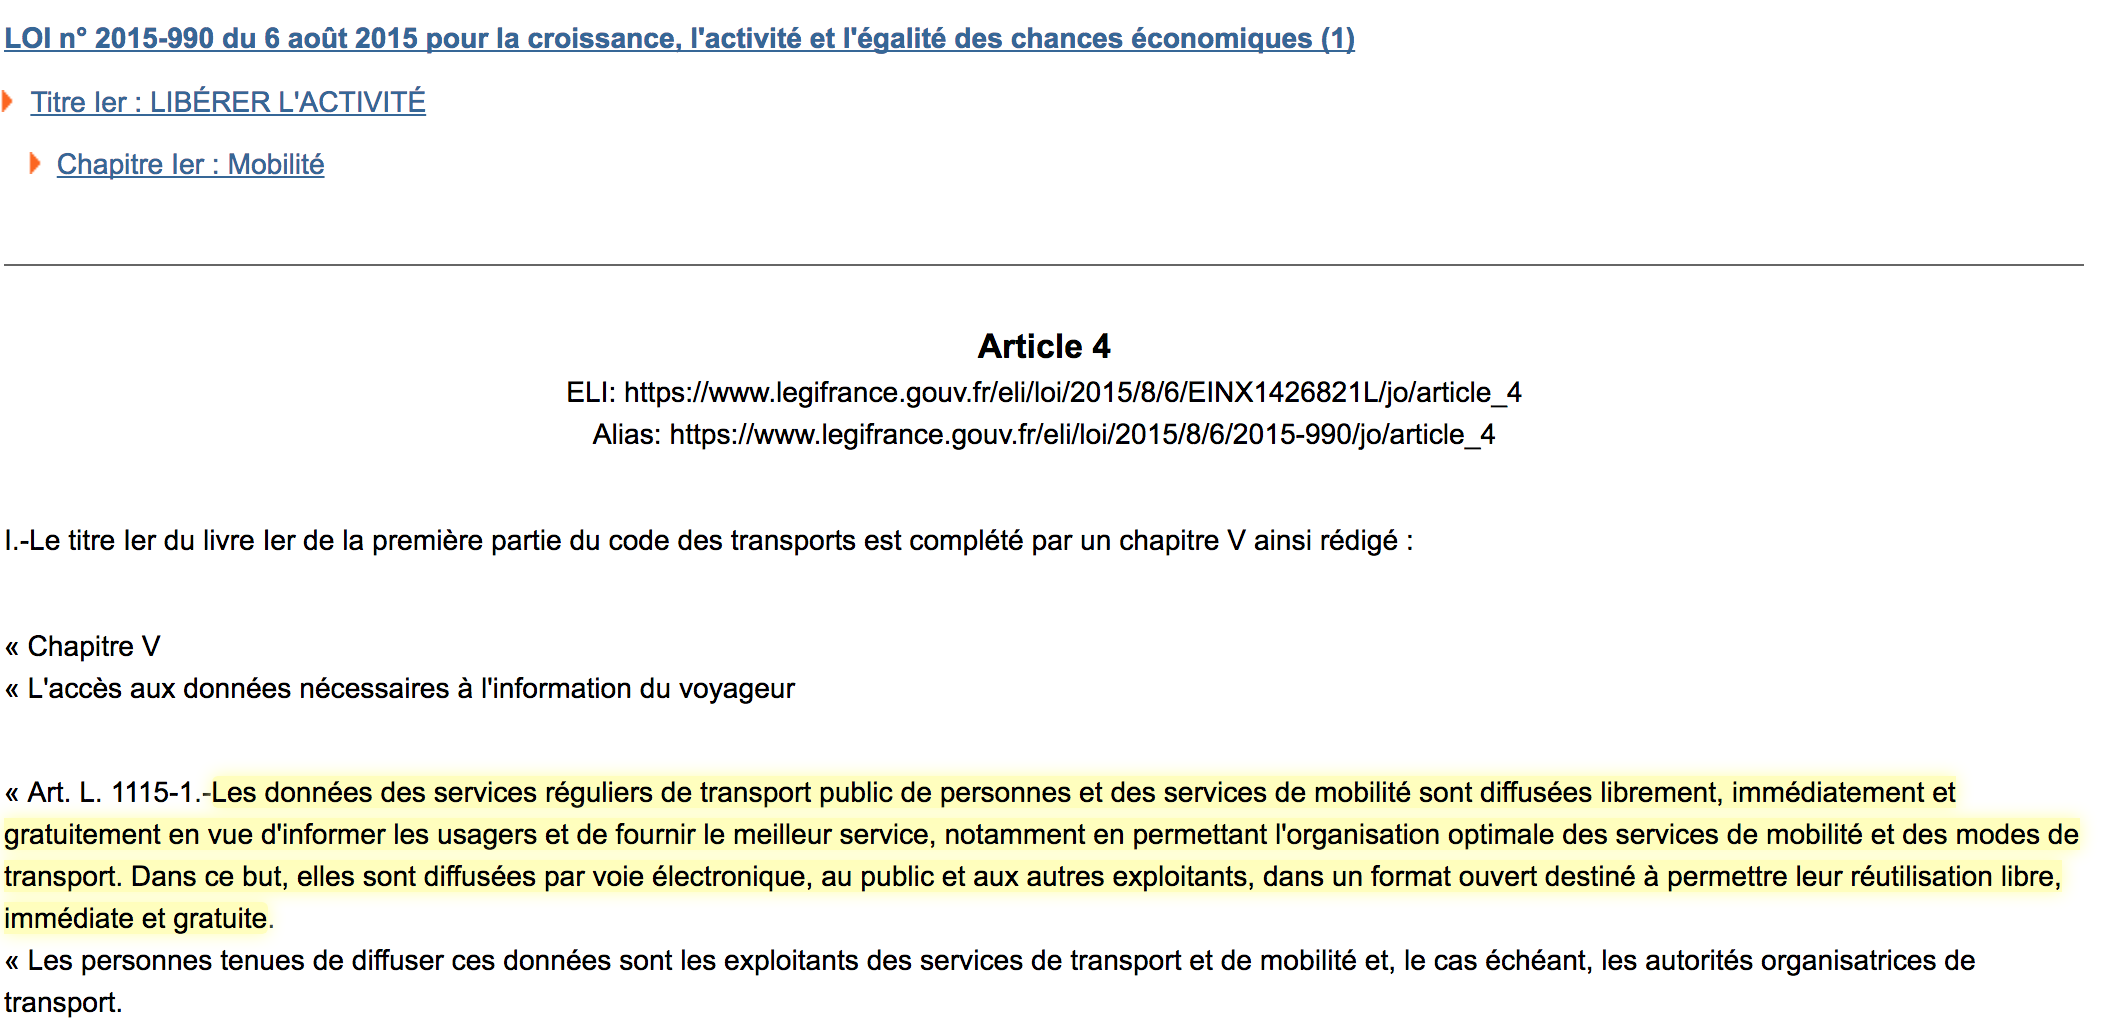 LOI n° 2015-990 du 6 août 2015 pour la croissance, l'activité et l'égalité des chances économiques (1)
Titre Ier : LIBÉRER L'ACTIVITÉ
Chapitre Ier : Mobilité
Article 4
ELI: https://www.legifrance.gouv.fr/eli/loi/2015/8/6/EINX1426821L/jo/article_4
Alias: https://www.legifrance.gouv.fr/eli/loi/2015/8/6/2015-990/jo/article_4
I.-Le titre Ier du livre Ier de la première partie du code des transports est complété par un chapitre V ainsi rédigé :
« Chapitre V
« L'accès aux données nécessaires à l'information du voyageur
« Art. L. 1115-1.-Les données des services réguliers de transport public de personnes et des services de mobilité sont diffusées librement, immédiatement et
gratuitement en vue d'informer les usagers et de fournir le meilleur service, notamment en permettant l'organisation optimale des services de mobilité et des modes de
transport. Dans ce but, elles sont diffusées par voie électronique, au public et aux autres exploitants, dans un format ouvert destiné à permettre leur réutilisation libre,
immédiate et gratuite.
« Les personnes tenues de diffuser ces données sont les exploitants des services de transport et de mobilité et, le cas échéant, les autorités organisatrices de
transport.